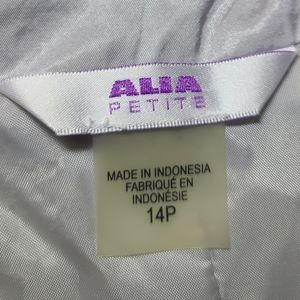 ALIA
PETITE
MADE IN INDONESIA
FABRIQUÉ EN
INDONÉSIE
14P